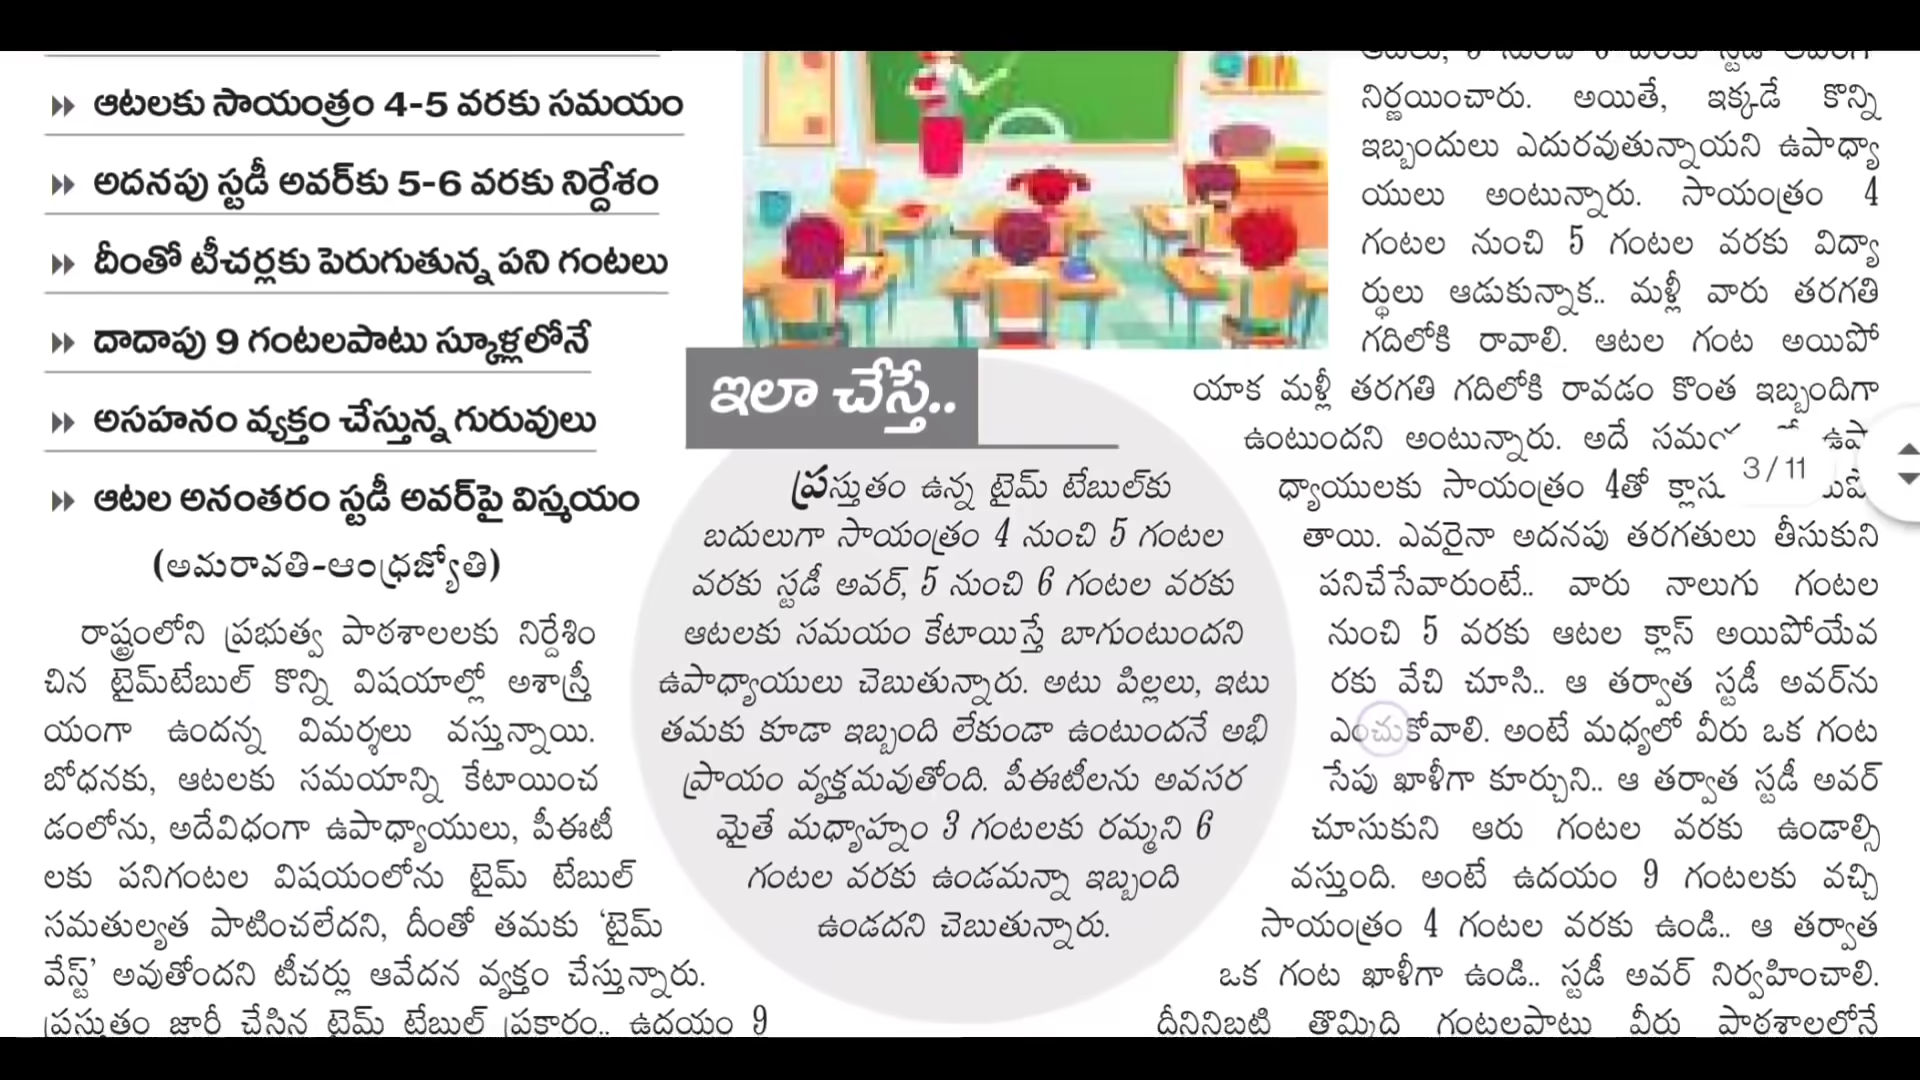 ఆటలకు సాయంత్రం 4-5 వరకు సమయం
అదనపు స్టడీ అవర్‌కు 5-6 వరకు నిర్దేశం
దీంతో టీచర్లకు పెరుగుతున్న పని గంటలు
దాదాపు 9 గంటలపాటు స్కూళ్లలోనే
అసహనం వ్యక్తం చేస్తున్న గురువులు
ఆటల అనంతరం స్టడీ అవర్‌పై విస్మయం
(అమరావతి-ఆంధ్రజ్యోతి)
రాష్ట్రంలోని ప్రభుత్వ పాఠశాలలకు నిర్దేశిం
చిన టైమ్‌టేబుల్ కొన్ని విషయాల్లో అశాస్త్రీ
యంగా ఉందన్న విమర్శలు వస్తున్నాయి.
బోధనకు, ఆటలకు సమయాన్ని కేటాయించ
డంలోను, అదేవిధంగా ఉపాధ్యాయులు, పీఈటీ
లకు పనిగంటల విషయంలోను టైమ్ టేబుల్
సమతుల్యత పాటించలేదని, దీంతో తమకు ‘టైమ్
వేస్ట్’ అవుతోందని టీచర్లు ఆవేదన వ్యక్తం చేస్తున్నారు.
ప్రస్తుతం జారీ చేసిన టైమ్ టేబుల్ ప్రకారం.. ఉదయం 9
ఇలా చేస్తే..
ప్రస్తుతం ఉన్న టైమ్ టేబుల్‌కు
బదులుగా సాయంత్రం 4 నుంచి 5 గంటల
వరకు స్టడీ అవర్, 5 నుంచి 6 గంటల వరకు
ఆటలకు సమయం కేటాయిస్తే బాగుంటుందని
ఉపాధ్యాయులు చెబుతున్నారు. అటు పిల్లలు, ఇటు
తమకు కూడా ఇబ్బంది లేకుండా ఉంటుందనే అభి
ప్రాయం వ్యక్తమవుతోంది. పీఈటీలను అవసర
మైతే మధ్యాహ్నం 3 గంటలకు రమ్మని 6
గంటల వరకు ఉండమన్నా ఇబ్బంది
ఉండదని చెబుతున్నారు.
నిర్ణయించారు. అయితే, ఇక్కడే కొన్ని
ఇబ్బందులు ఎదురవుతున్నాయని ఉపాధ్యా
యులు అంటున్నారు. సాయంత్రం 4
గంటల నుంచి 5 గంటల వరకు విద్యా
ర్థులు ఆడుకున్నాక.. మళ్లీ వారు తరగతి
గదిలోకి రావాలి. ఆటల గంట అయిపో
యాక మళ్లీ తరగతి గదిలోకి రావడం కొంత ఇబ్బందిగా
ఉంటుందని అంటున్నారు. అదే
ధ్యాయులకు సాయంత్రం 4తో
తాయి. ఎవరైనా అదనపు తరగతులు తీసుకుని
పనిచేసేవారుంటే.. వారు నాలుగు గంటల
నుంచి 5 వరకు ఆటల క్లాస్ అయిపోయేవ
రకు వేచి చూసి.. ఆ తర్వాత స్టడీ అవర్‌ను
ఎంచుకోవాలి. అంటే మధ్యలో వీరు ఒక గంట
సేపు ఖాళీగా కూర్చుని.. ఆ తర్వాత స్టడీ అవర్
చూసుకుని ఆరు గంటల వరకు ఉండాల్సి
వస్తుంది. అంటే ఉదయం 9 గంటలకు వచ్చి
సాయంత్రం 4 గంటల వరకు ఉండి.. ఆ తర్వాత
ఒక గంట ఖాళీగా ఉండి.. స్టడీ అవర్ నిర్వహించాలి.
దీనినిబట్టి తొమ్మిది గంటలపాటు వీరు పాఠశాలలోనే
3/11